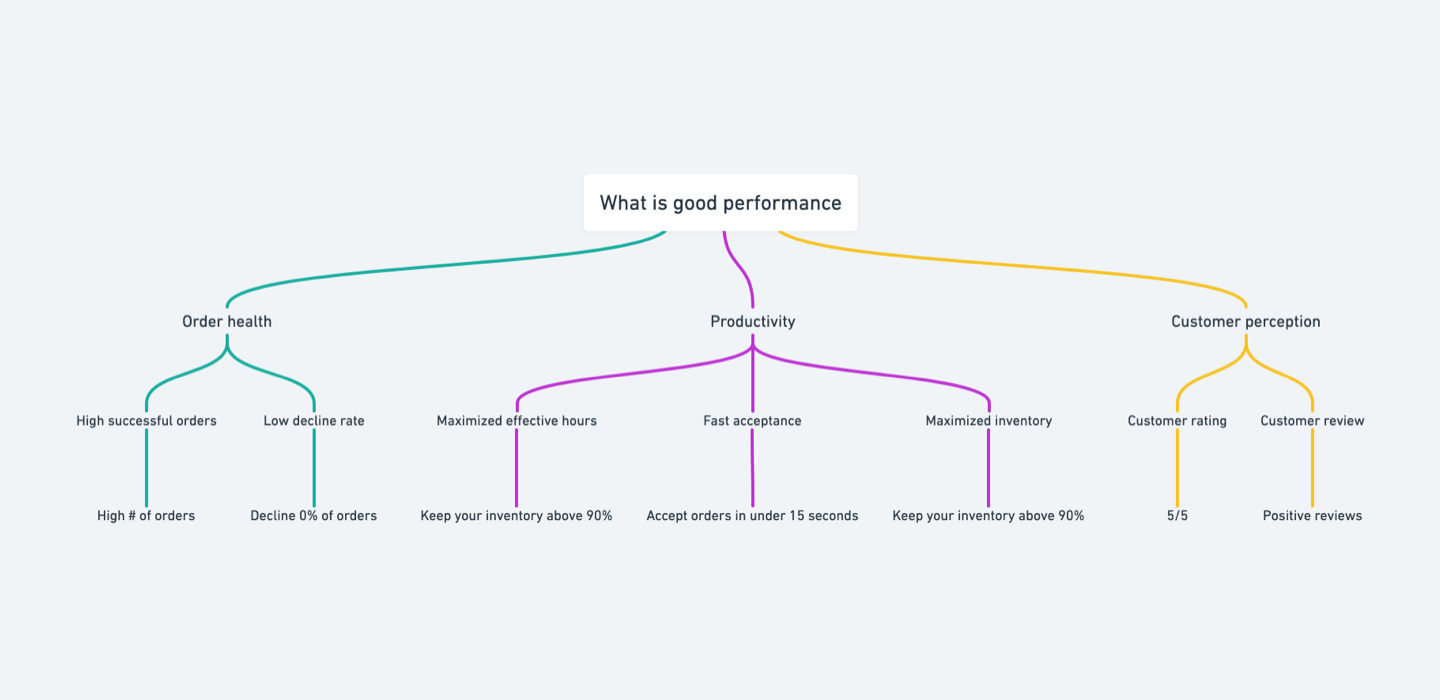 What is good performance
Order health
Productivity
Customer perception
High successful orders
Low decline rate
Maximized effective hours
Fast acceptance
Maximized inventory
Customer rating
Customer review
High # of orders
Decline 0% of orders
Keep your inventory above 90%
Accept orders in under 15 seconds
Keep your inventory above 90%
5/5
Positive reviews